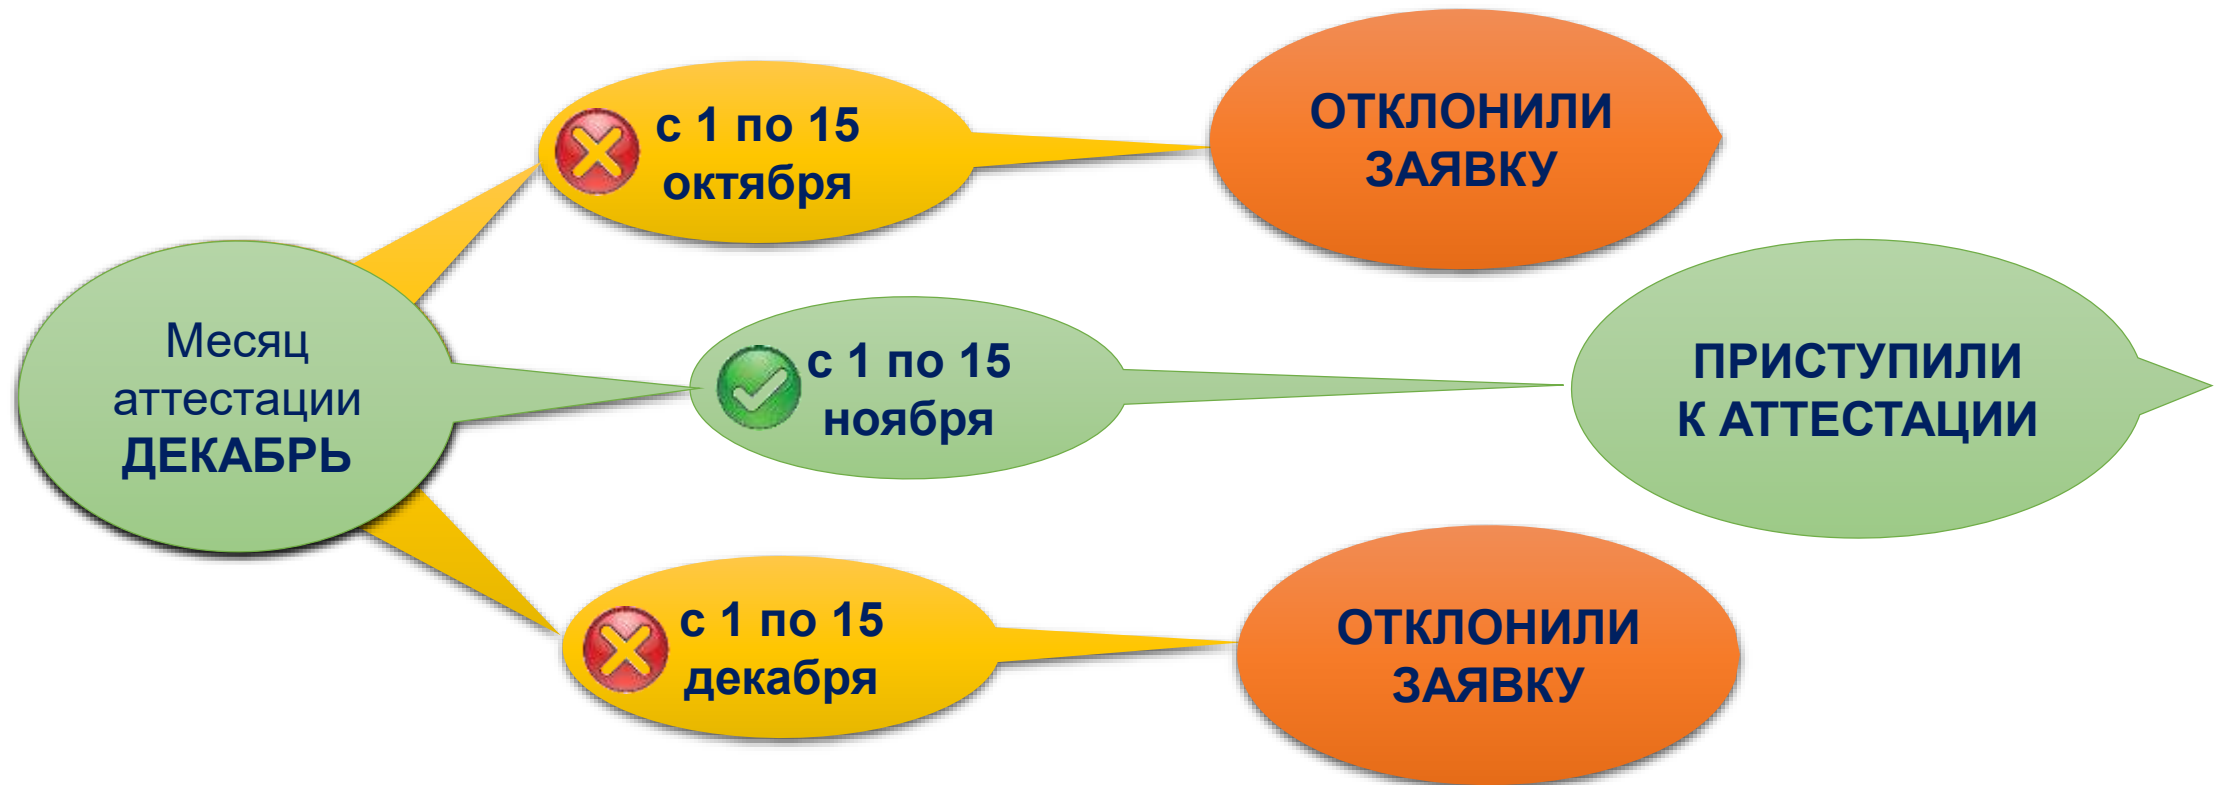 Месяц
аттестации
ДЕКАБРЬ
с 1 по 15
октября
ОТКЛОНИЛИ
ЗАЯВКУ
с 1 по 15
ноября
ПРИСТУПИЛИ
К АТТЕСТАЦИИ
с 1 по 15
декабря
ОТКЛОНИЛИ
ЗАЯВКУ